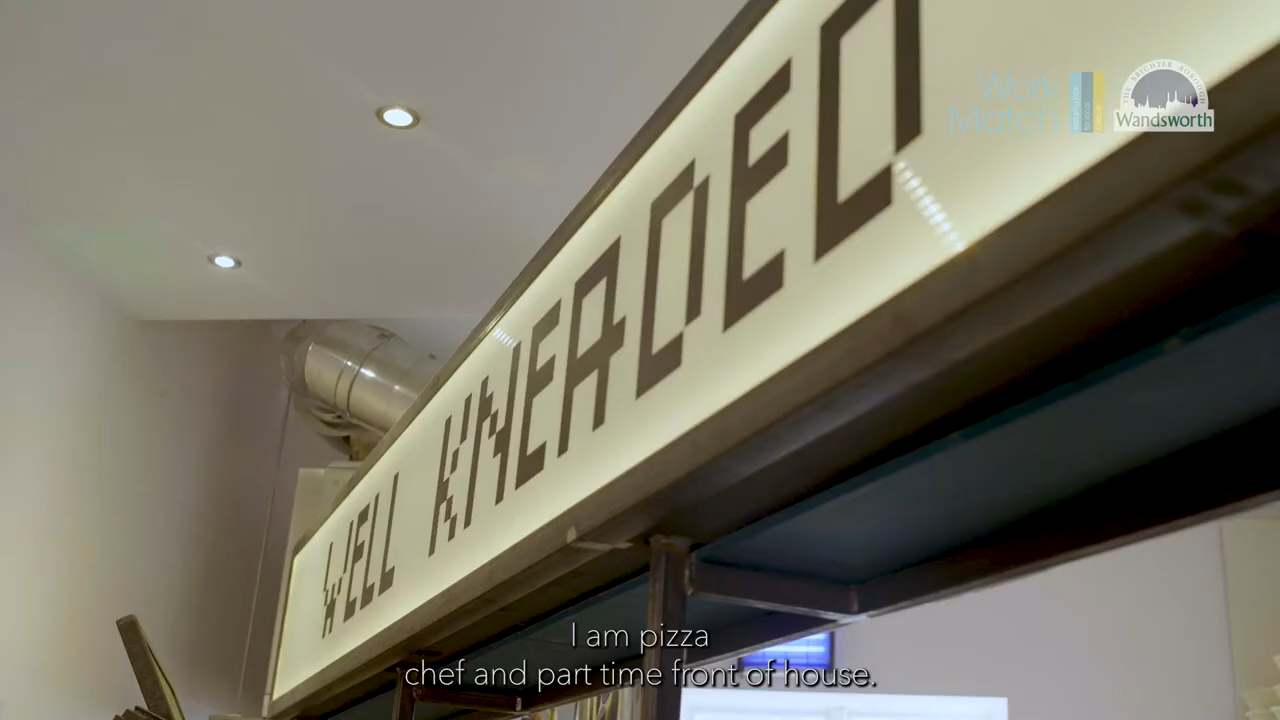 WELL KNEADED
Work
Match
THE BRIGHTER BOROUGH
Wandsworth
I am pizza
chef and part time front of house.